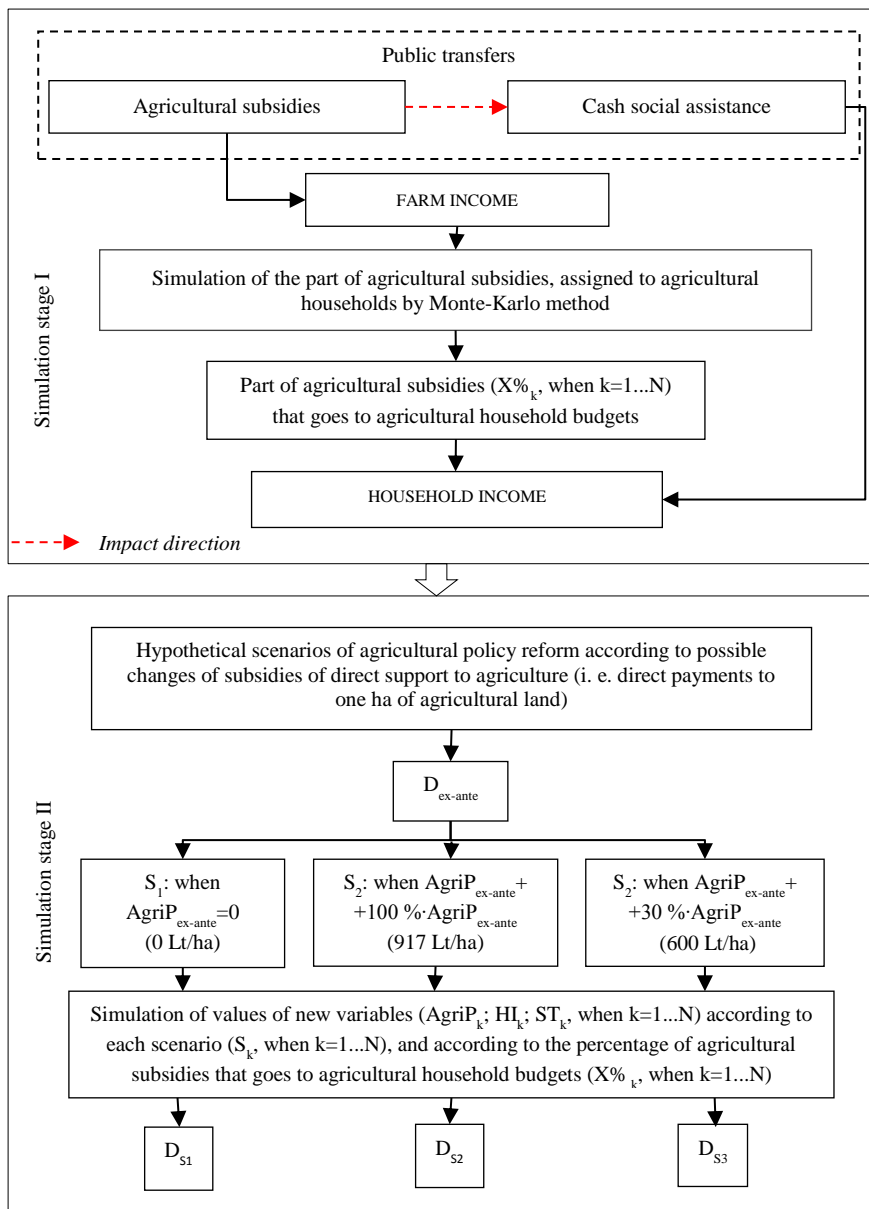 Public transfers
Agricultural subsidies
Cash social assistance
FARM INCOME
Simulation of the part of agricultural subsidies, assigned to agricultural
households by Monte-Karlo method
Part of agricultural subsidies (X%k, when k=1...N)
that goes to agricultural household budgets
HOUSEHOLD INCOME
Impact direction
Simulation stage I
Hypothetical scenarios of agricultural policy reform according to possible
changes of subsidies of direct support to agriculture (i. e. direct payments to
one ha of agricultural land)
Dex-ante
S1: when
AgriPex-ante=0
(0 Lt/ha)
S2: when AgriPex-ante+
+100 %·AgriPex-ante
(917 Lt/ha)
S2: when AgriPex-ante+
+30 %·AgriPex-ante
(600 Lt/ha)
Simulation of values of new variables (AgriPk; HIk; STk, when k=1...N) according to
each scenario (Sk, when k=1...N), and according to the percentage of agricultural
subsidies that goes to agricultural household budgets (X% k, when k=1...N)
DS1
DS2
DS3
Simulation stage II